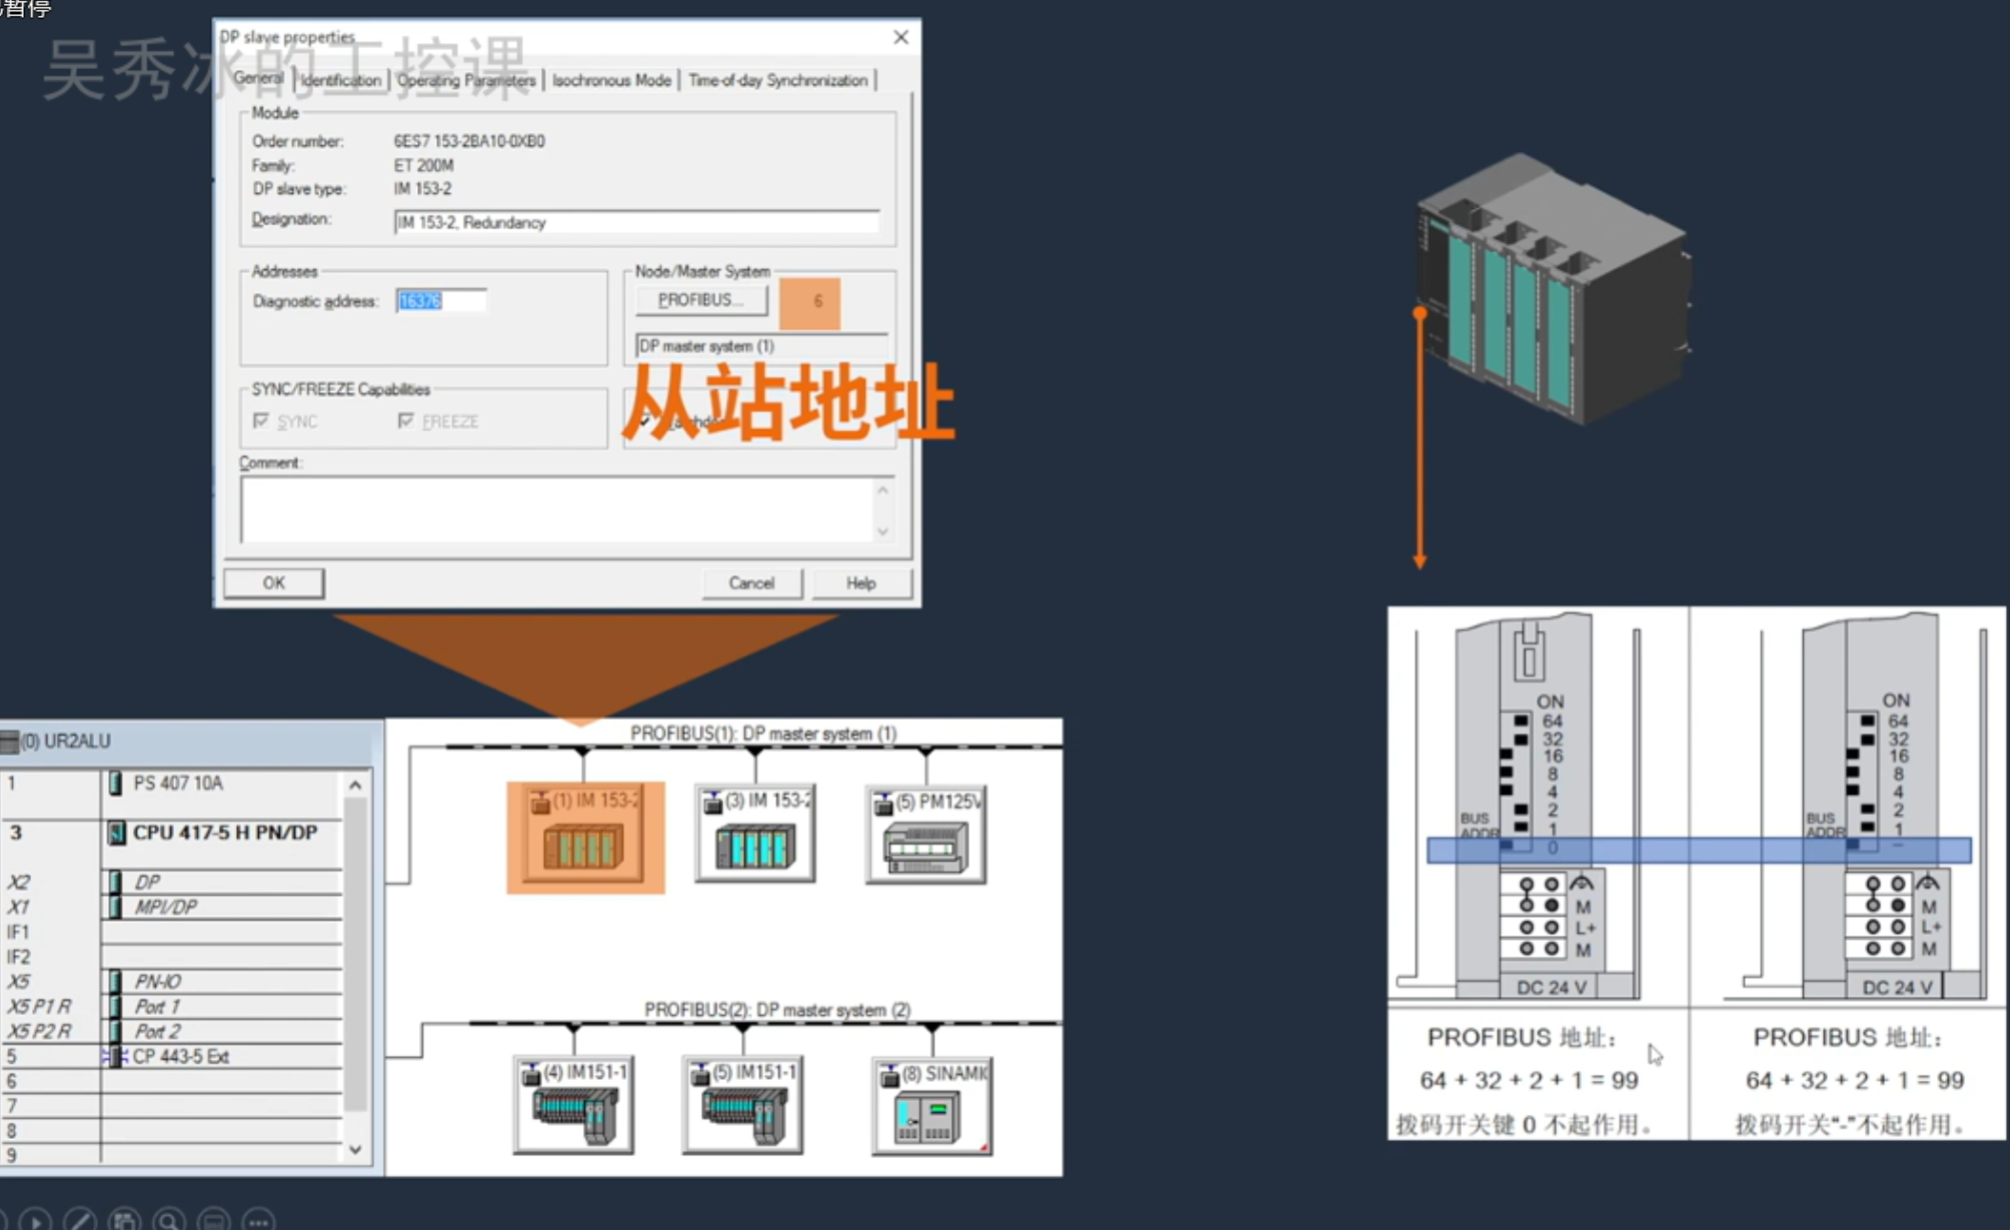 已暂停
吴秀冰的工控课
DP slave properties
General
Identification
Operating Parameters
Isochronous Mode
Time-of-day Synchronization
Module
Order number:
6ES7 153-2BA10-0XB0
Family:
ET 200M
DP slave type:
IM 153-2
Designation:
IM 153-2, Redundancy
Addresses
Diagnostic address:
16376
Node/Master System
PROFIBUS...
6
DP master system (1)
从站地址
SYNC/FREEZE Capabilities
SYNC
FREEZE
Comment:
OK
Cancel
Help
(0) UR2ALU
1
PS 407 10A
3
CPU 417-5 H PN/DP
X2
DP
X1
MPI/DP
IF1
IF2
X5
PN-IO
X5 P1 R
Port 1
X5 P2 R
Port 2
5
CP 443-5 Ext
6
7
8
9
PROFIBUS(1): DP master system (1)
(1) IM 153-2
(3) IM 153-2
(5) PM125V
PROFIBUS(2): DP master system (2)
(4) IM151-1
(5) IM151-1
(8) SINAMIC
ON
64
32
16
8
4
2
1
0
BUS
ADDR
M
L+
M
DC 24 V
PROFIBUS 地址：
64 + 32 + 2 + 1 = 99
拨码开关键 0 不起作用。
ON
64
32
16
8
4
2
1
−
BUS
ADDR
M
L+
M
DC 24 V
PROFIBUS 地址：
64 + 32 + 2 + 1 = 99
拨码开关“-”不起作用。